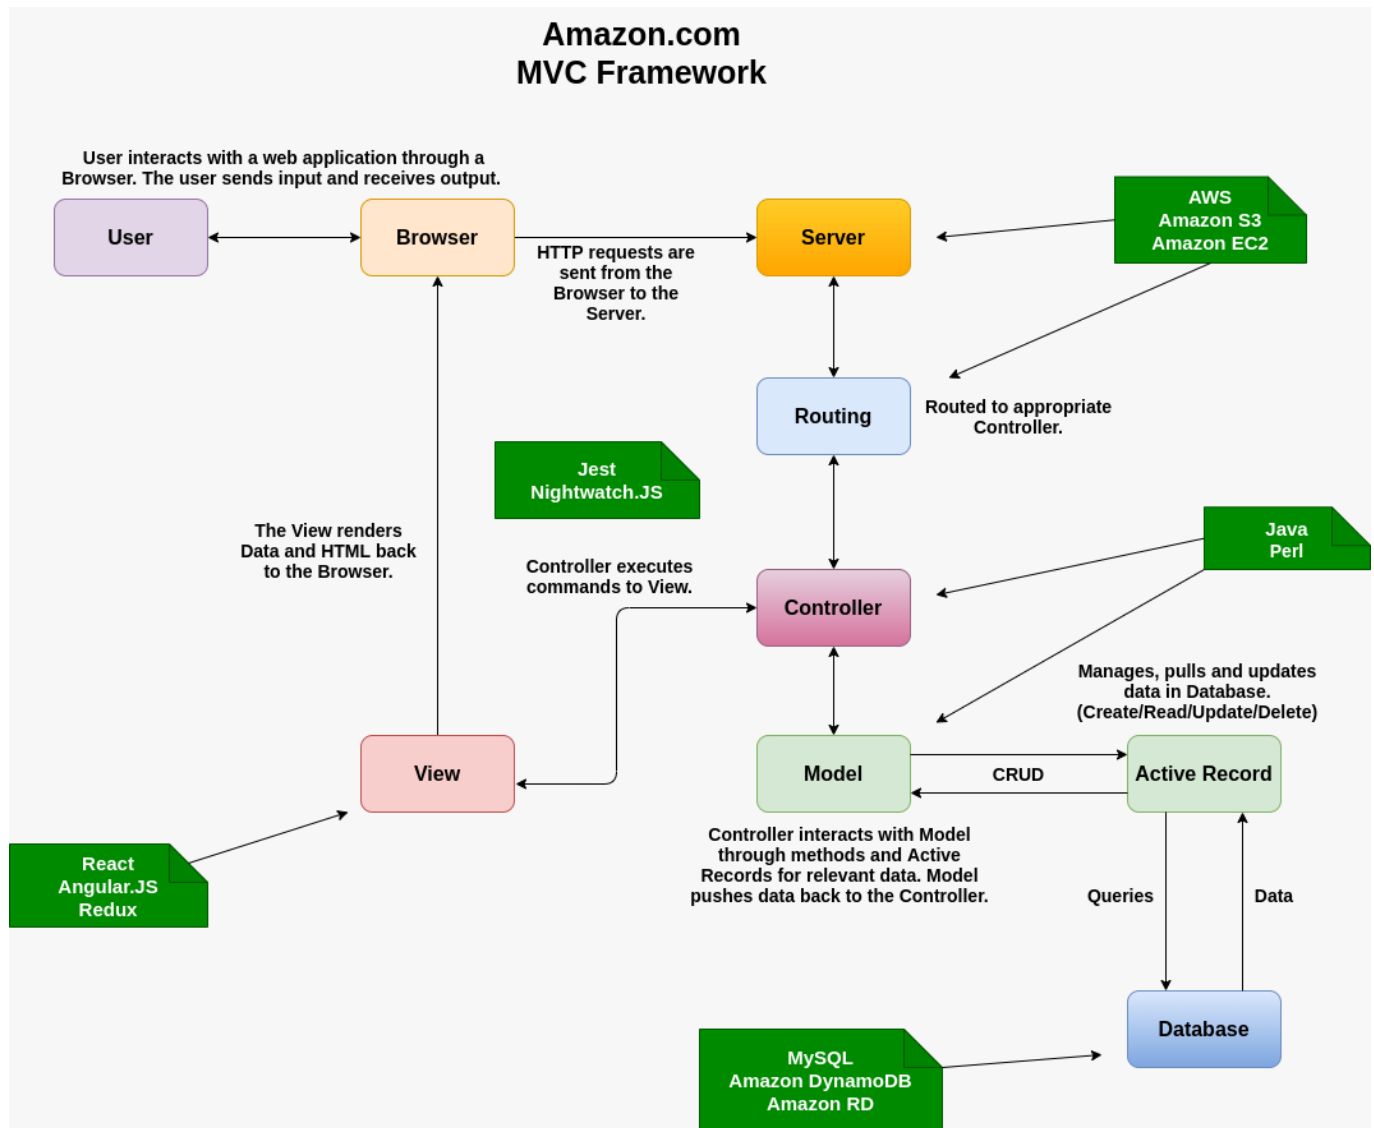 Amazon.com
MVC Framework
User interacts with a web application through a
Browser. The user sends input and receives output.
User
Browser
Server
HTTP requests are
sent from the
Browser to the
Server.
AWS
Amazon S3
Amazon EC2
Routing
Routed to appropriate
Controller.
Jest
Nightwatch.JS
The View renders
Data and HTML back
to the Browser.
Controller executes
commands to View.
Controller
Java
Perl
Manages, pulls and updates
data in Database.
(Create/Read/Update/Delete)
View
Model
CRUD
Active Record
Controller interacts with Model
through methods and Active
Records for relevant data. Model
pushes data back to the Controller.
React
Angular.JS
Redux
Queries
Data
Database
MySQL
Amazon DynamoDB
Amazon RD